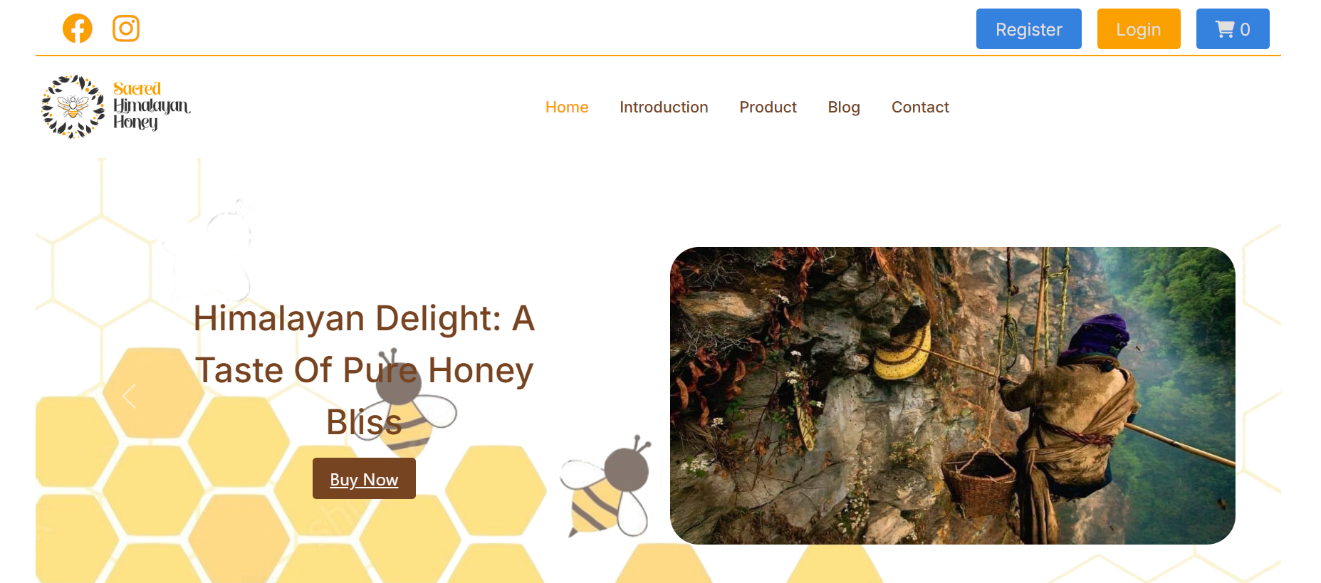 Register Login 0
Sacred
Himalayan
Honey
Home Introduction Product Blog Contact
Himalayan Delight: A
Taste Of Pure Honey
Bliss
Buy Now